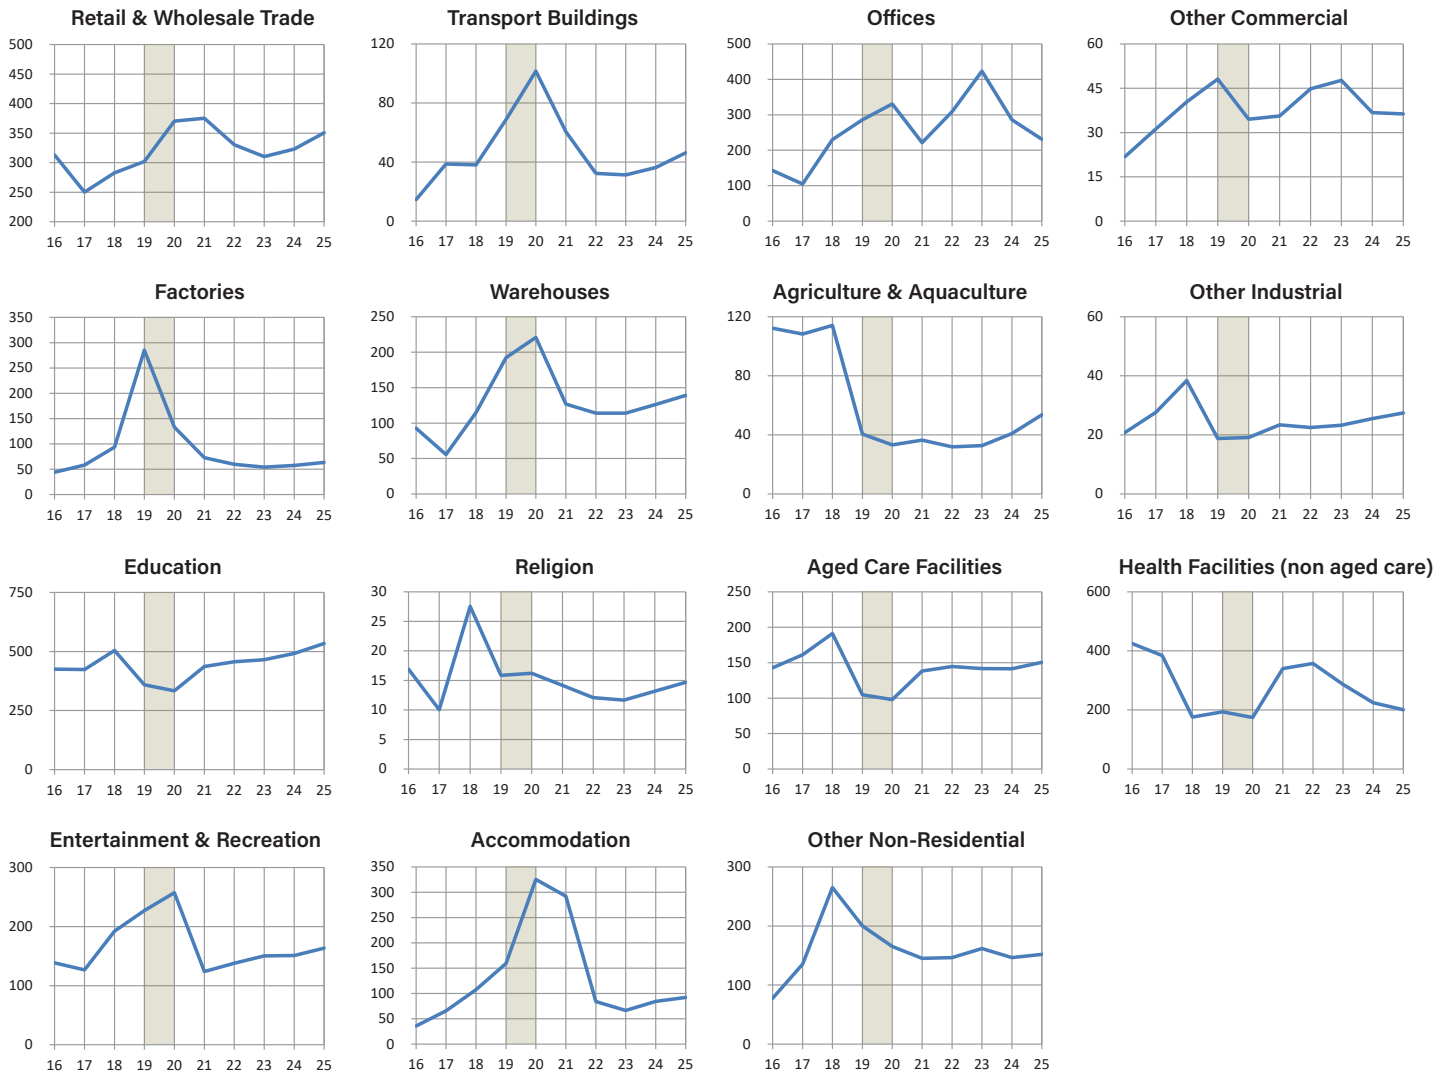 Retail & Wholesale Trade
500
450
400
350
300
250
200
16 17 18 19 20 21 22 23 24 25
Transport Buildings
120
80
40
0
16 17 18 19 20 21 22 23 24 25
Offices
500
400
300
200
100
0
16 17 18 19 20 21 22 23 24 25
Other Commercial
60
45
30
15
0
16 17 18 19 20 21 22 23 24 25
Factories
350
300
250
200
150
100
50
0
16 17 18 19 20 21 22 23 24 25
Warehouses
250
200
150
100
50
0
16 17 18 19 20 21 22 23 24 25
Agriculture & Aquaculture
120
80
40
0
16 17 18 19 20 21 22 23 24 25
Other Industrial
60
40
20
0
16 17 18 19 20 21 22 23 24 25
Education
750
500
250
0
16 17 18 19 20 21 22 23 24 25
Religion
30
25
20
15
10
5
0
16 17 18 19 20 21 22 23 24 25
Aged Care Facilities
250
200
150
100
50
0
16 17 18 19 20 21 22 23 24 25
Health Facilities (non aged care)
600
400
200
0
16 17 18 19 20 21 22 23 24 25
Entertainment & Recreation
300
200
100
0
16 17 18 19 20 21 22 23 24 25
Accommodation
350
300
250
200
150
100
50
0
16 17 18 19 20 21 22 23 24 25
Other Non-Residential
300
200
100
0
16 17 18 19 20 21 22 23 24 25